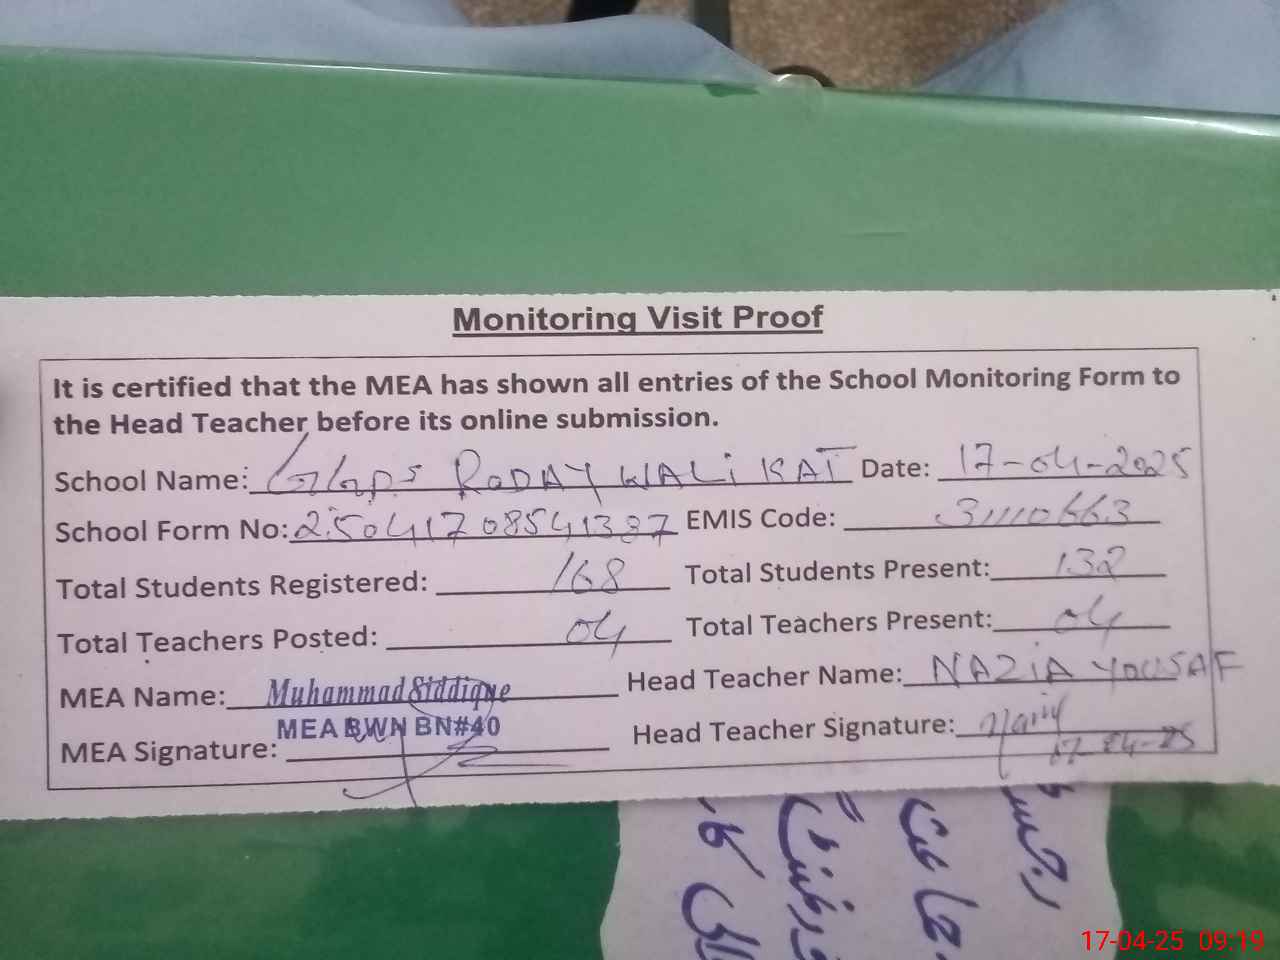 Monitoring Visit Proof
It is certified that the MEA has shown all entries of the School Monitoring Form to
the Head Teacher before its online submission.
School Name: GGPS RODAY WALI KAT Date: 17-04-2025
School Form No: 25041708541387 EMIS Code: 31110663
Total Students Registered: 168 Total Students Present: 132
Total Teachers Posted: 04 Total Teachers Present: 04
MEA Name: Muhammad Siddique Head Teacher Name: NAZIA YOUSAF
MEA BWN BN#40
MEA Signature: Head Teacher Signature:
17-04-25
17-04-25 09:19